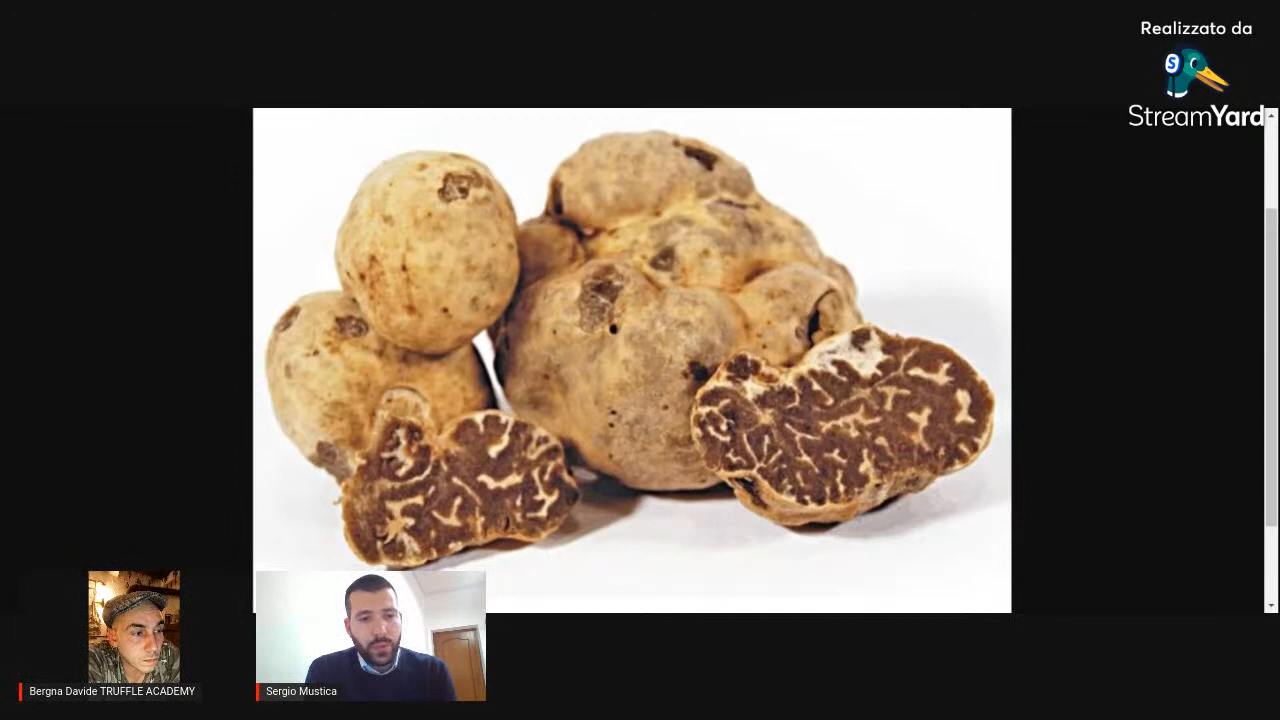 Realizzato da
S
StreamYard
Bergna Davide TRUFFLE ACADEMY
Sergio Mustica